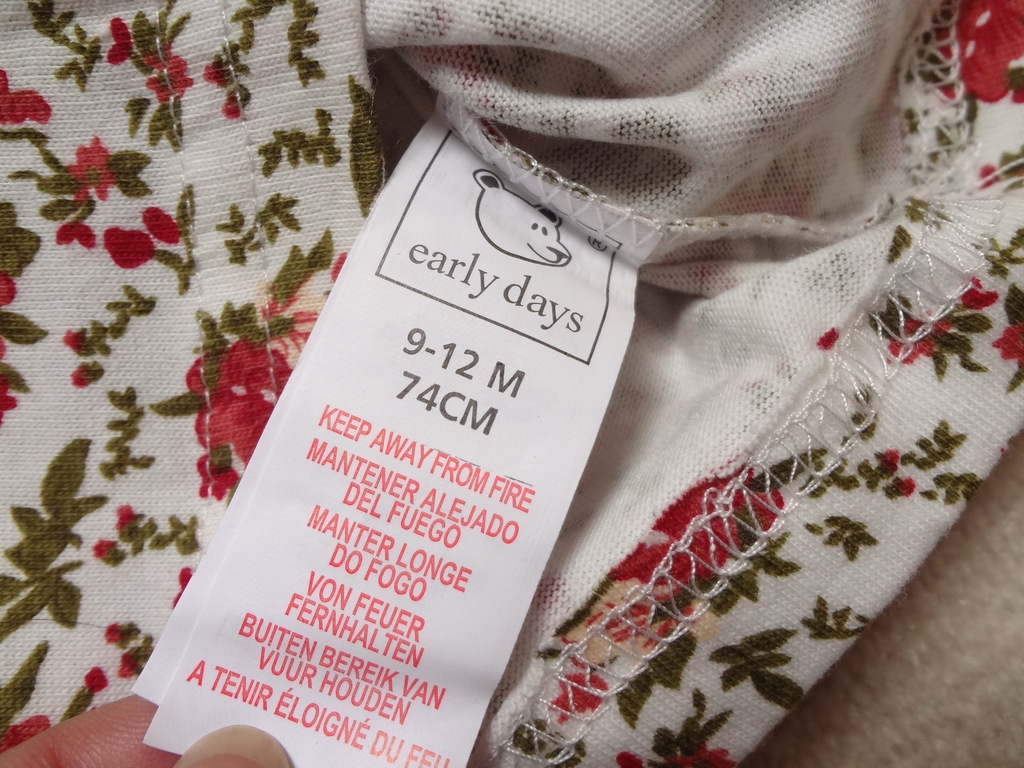 ®
early days
9-12 M
74CM
KEEP AWAY FROM FIRE
MANTENER ALEJADO
DEL FUEGO
MANTER LONGE
DO FOGO
VON FEUER
FERNHALTEN
BUITEN BEREIK VAN
VUUR HOUDEN
A TENIR ÉLOIGNÉ DU FEU